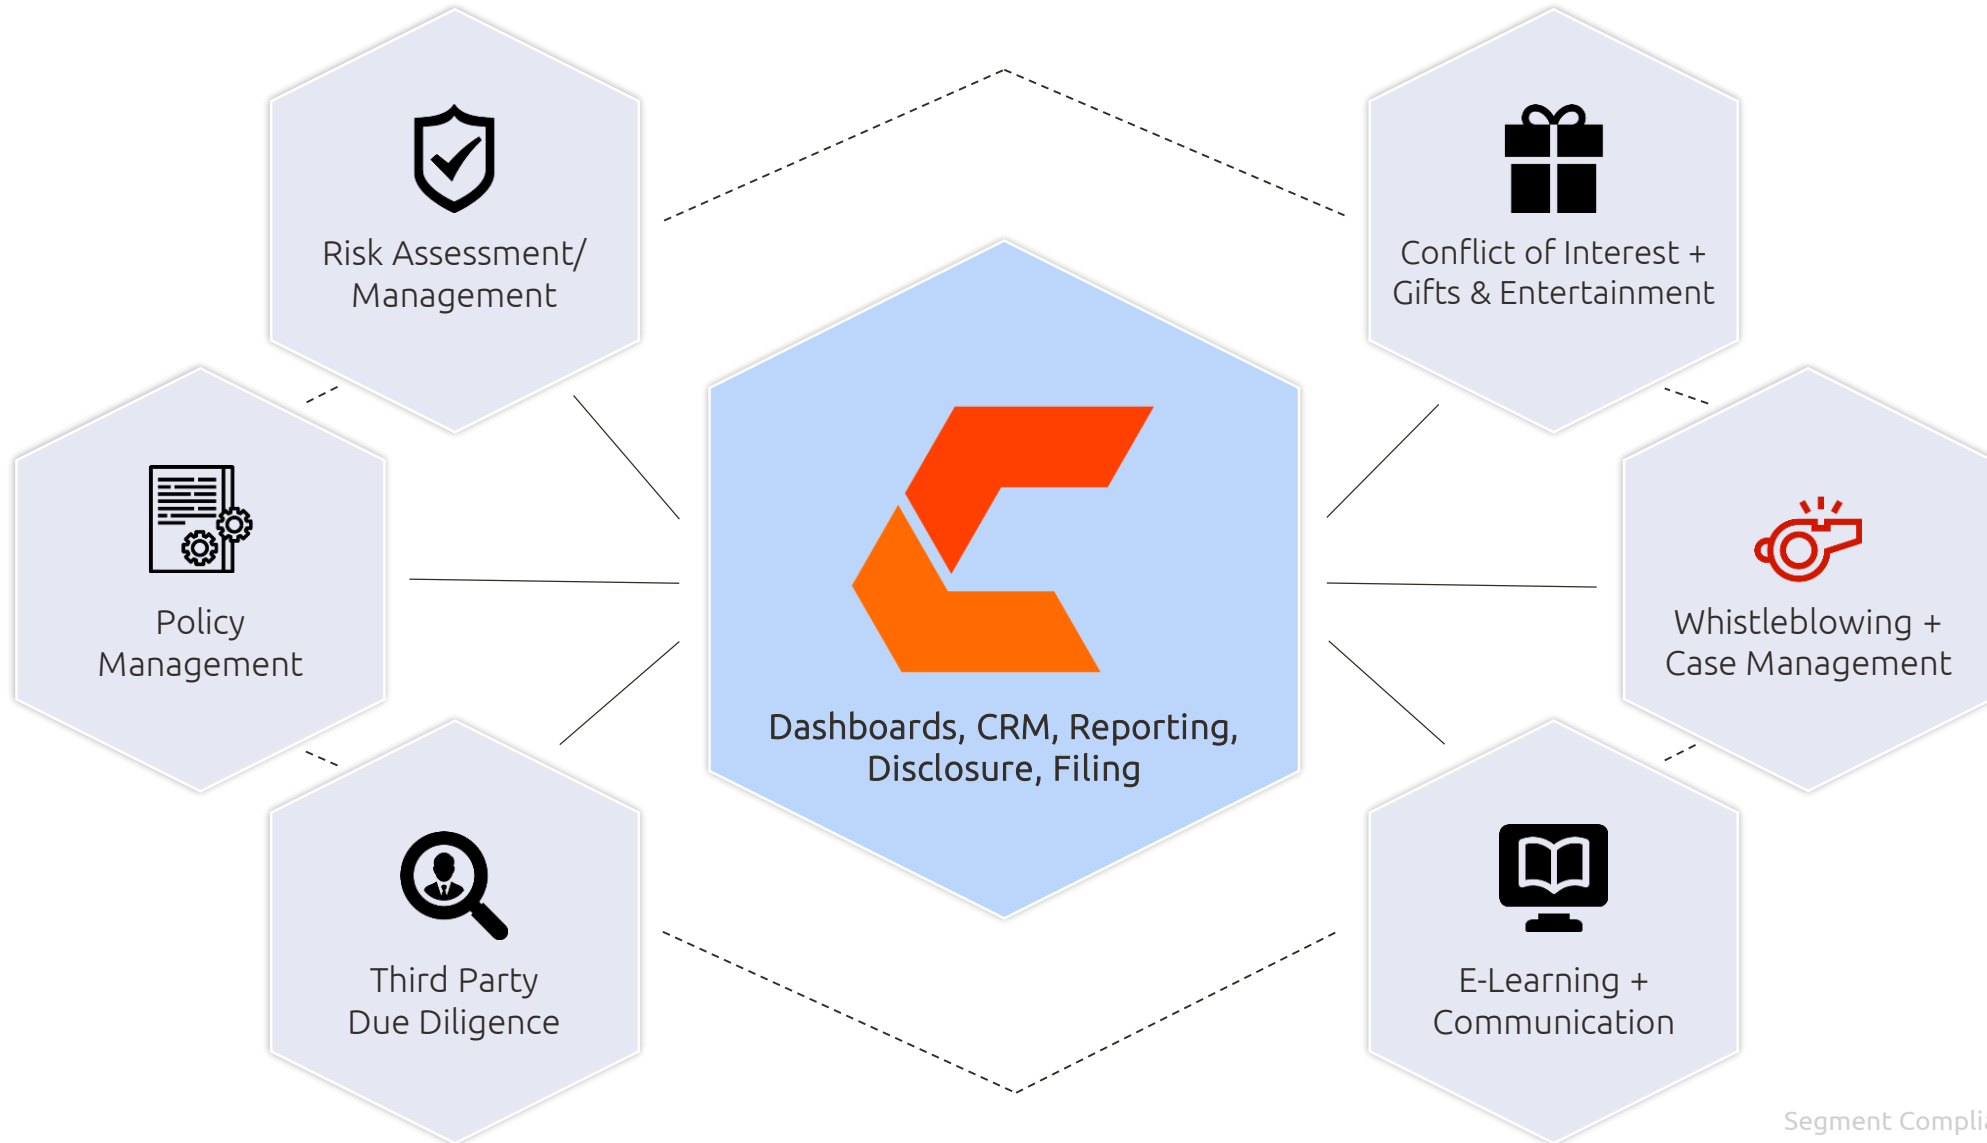 Risk Assessment/
Management
Conflict of Interest +
Gifts & Entertainment
Policy
Management
Dashboards, CRM, Reporting,
Disclosure, Filing
Whistleblowing +
Case Management
Third Party
Due Diligence
E-Learning +
Communication
Segment